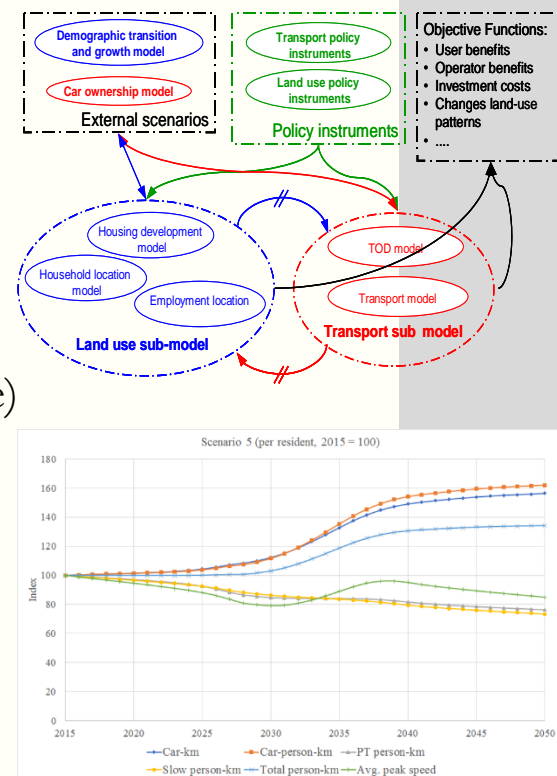 Demographic transition
and growth model
Car ownership model
External scenarios
Transport policy
instruments
Land use policy
instruments
Policy instruments
Objective Functions:
• User benefits
• Operator benefits
• Investment costs
• Changes land-use
patterns
• ....
Housing development
model
Household location
model
Employment location
Land use sub-model
TOD model
Transport model
Transport sub model
e)
Scenario 5 (per resident, 2015 = 100)
Index
180
160
140
120
100
80
60
40
20
0
2015 2020 2025 2030 2035 2040 2045 2050
Car-km Car-person-km PT person-km
Slow person-km Total person-km Avg. peak speed